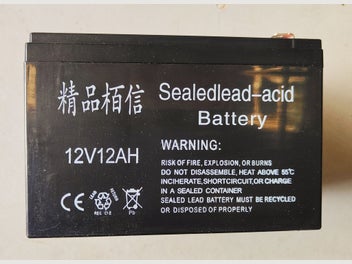 精品栢信
Sealedlead-acid
Battery
12V12AH
WARNING:
RISK OF FIRE, EXPLOSION, OR BURNS
DO NOT DISASSEMBLE, HEAT ABOVE 55℃
INCIHERATE, SHORTCIRCUIT, OR CHARGE
IN A SEALED CONTAINER
SEALED LEAD BATTERY MUST BE RECYCLED
OR DISPOSED OF PROPERLY
CE
Pb